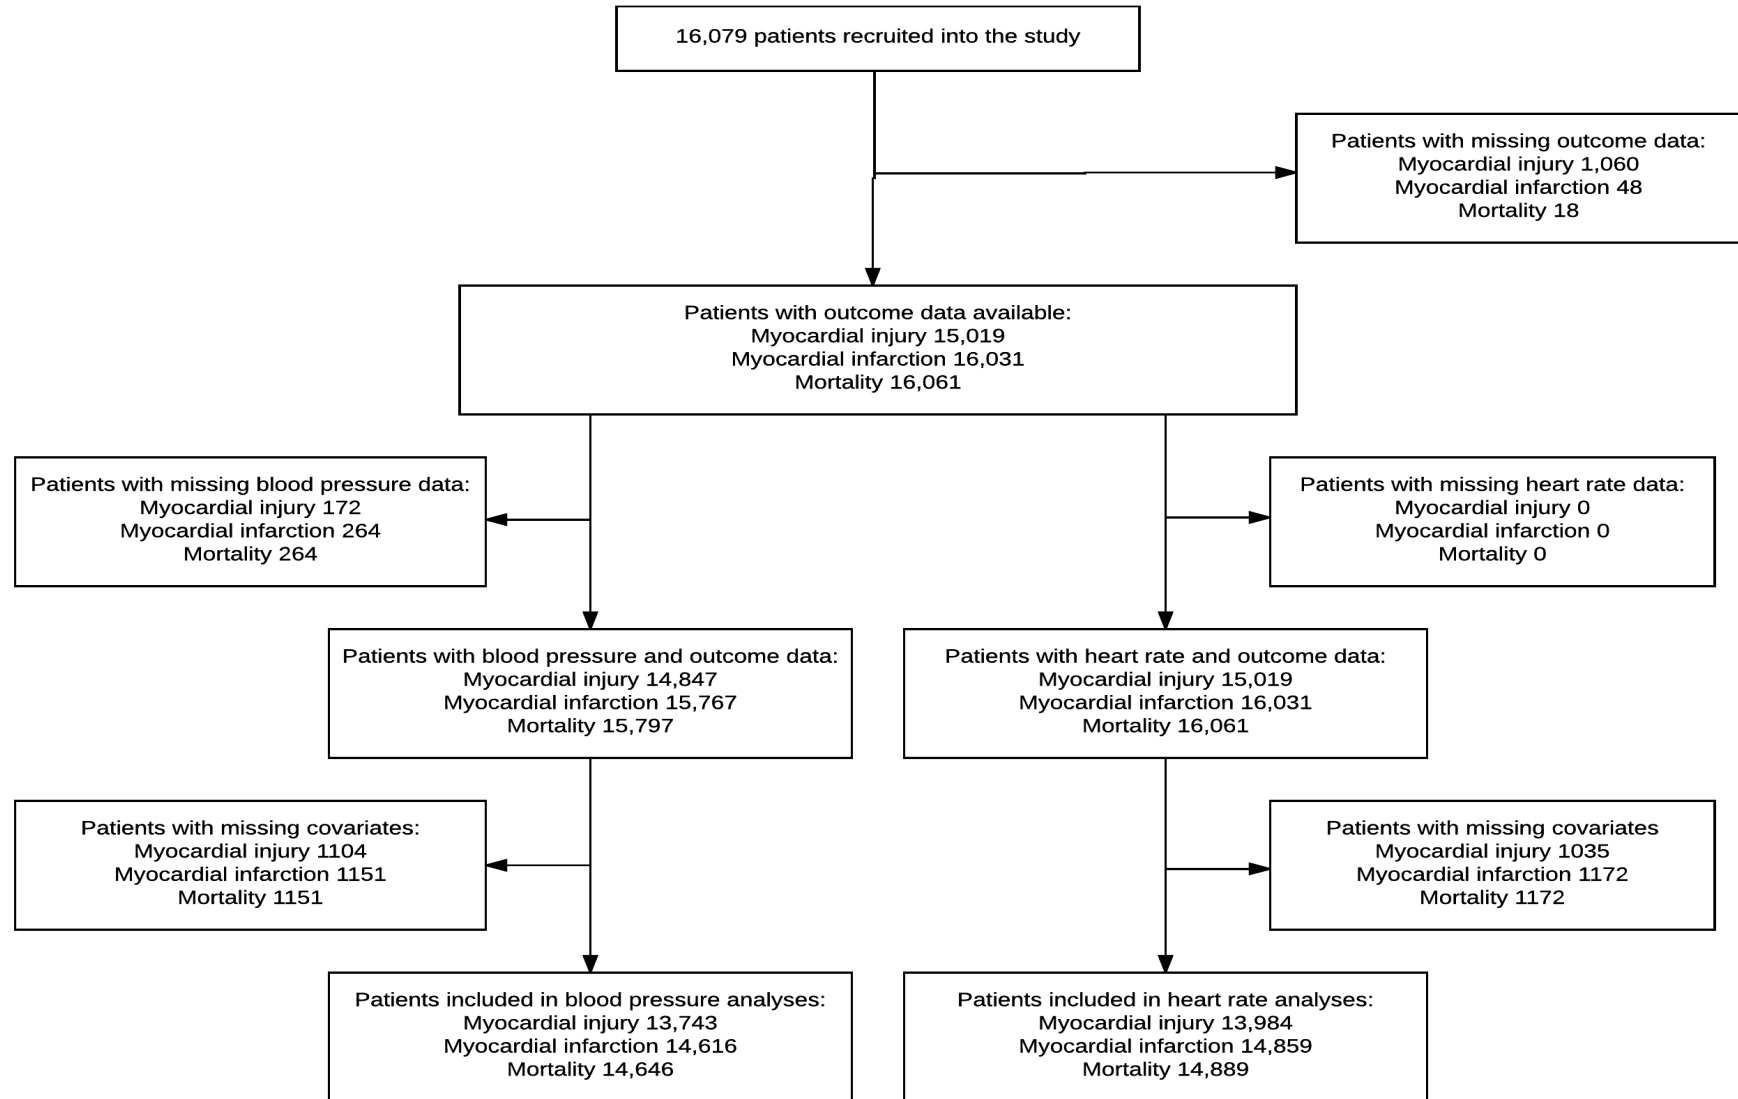 16,079 patients recruited into the study
Patients with missing outcome data:
Myocardial injury 1,060
Myocardial infarction 48
Mortality 18
Patients with outcome data available:
Myocardial injury 15,019
Myocardial infarction 16,031
Mortality 16,061
Patients with missing blood pressure data:
Myocardial injury 172
Myocardial infarction 264
Mortality 264
Patients with missing heart rate data:
Myocardial injury 0
Myocardial infarction 0
Mortality 0
Patients with blood pressure and outcome data:
Myocardial injury 14,847
Myocardial infarction 15,767
Mortality 15,797
Patients with heart rate and outcome data:
Myocardial injury 15,019
Myocardial infarction 16,031
Mortality 16,061
Patients with missing covariates:
Myocardial injury 1104
Myocardial infarction 1151
Mortality 1151
Patients with missing covariates
Myocardial injury 1035
Myocardial infarction 1172
Mortality 1172
Patients included in blood pressure analyses:
Myocardial injury 13,743
Myocardial infarction 14,616
Mortality 14,646
Patients included in heart rate analyses:
Myocardial injury 13,984
Myocardial infarction 14,859
Mortality 14,889